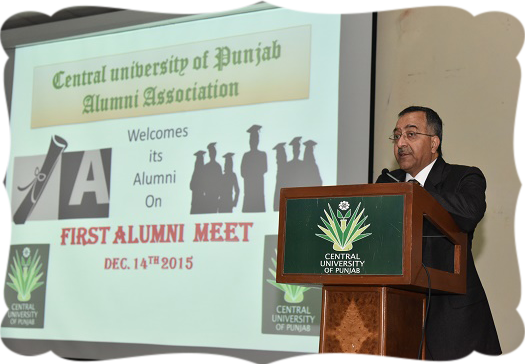 Central university of Punjab
Alumni Association
Welcomes
its
Alumni
On
A
FIRST ALUMNI MEET
DEC. 14TH 2015
CENTRAL
UNIVERSITY
OF PUNJAB
CENTRAL
UNIVERSITY
OF PUNJAB
CENTRAL
UNIVERSITY
OF PUNJAB